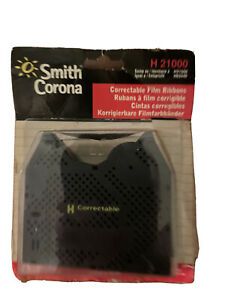 Smith
Corona
H 21000
Correctable Film Ribbons
Rubans à film corrigible
Cintas corregibles
Korrigierbare Filmfarbbänder
H Correctable